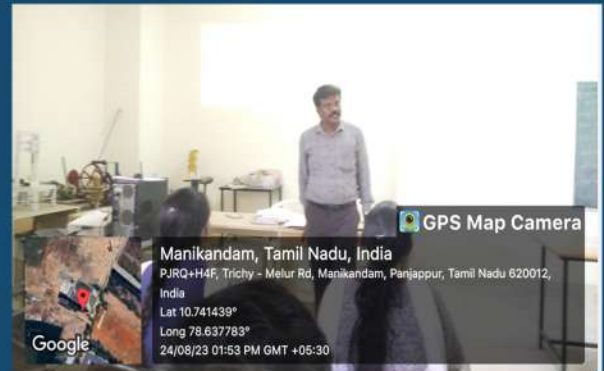 GPS Map Camera
Manikandam, Tamil Nadu, India
PJRQ+H4F, Trichy - Melur Rd, Manikandam, Panjappur, Tamil Nadu 620012,
India
Lat 10.741439°
Long 78.637783°
24/08/23 01:53 PM GMT +05:30
Google